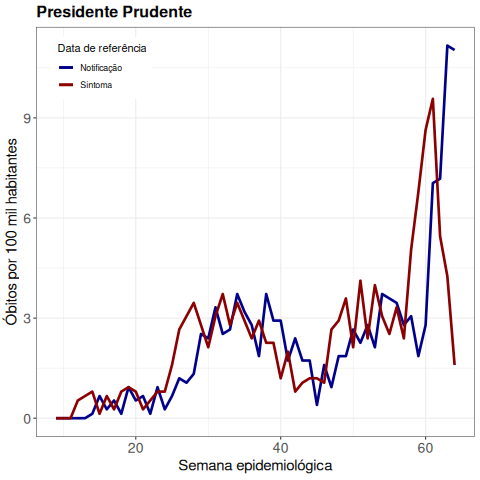 Presidente Prudente
Data de referência
Notificação
Sintoma
Óbitos por 100 mil habitantes
9
6
3
0
20
40
60
Semana epidemiológica